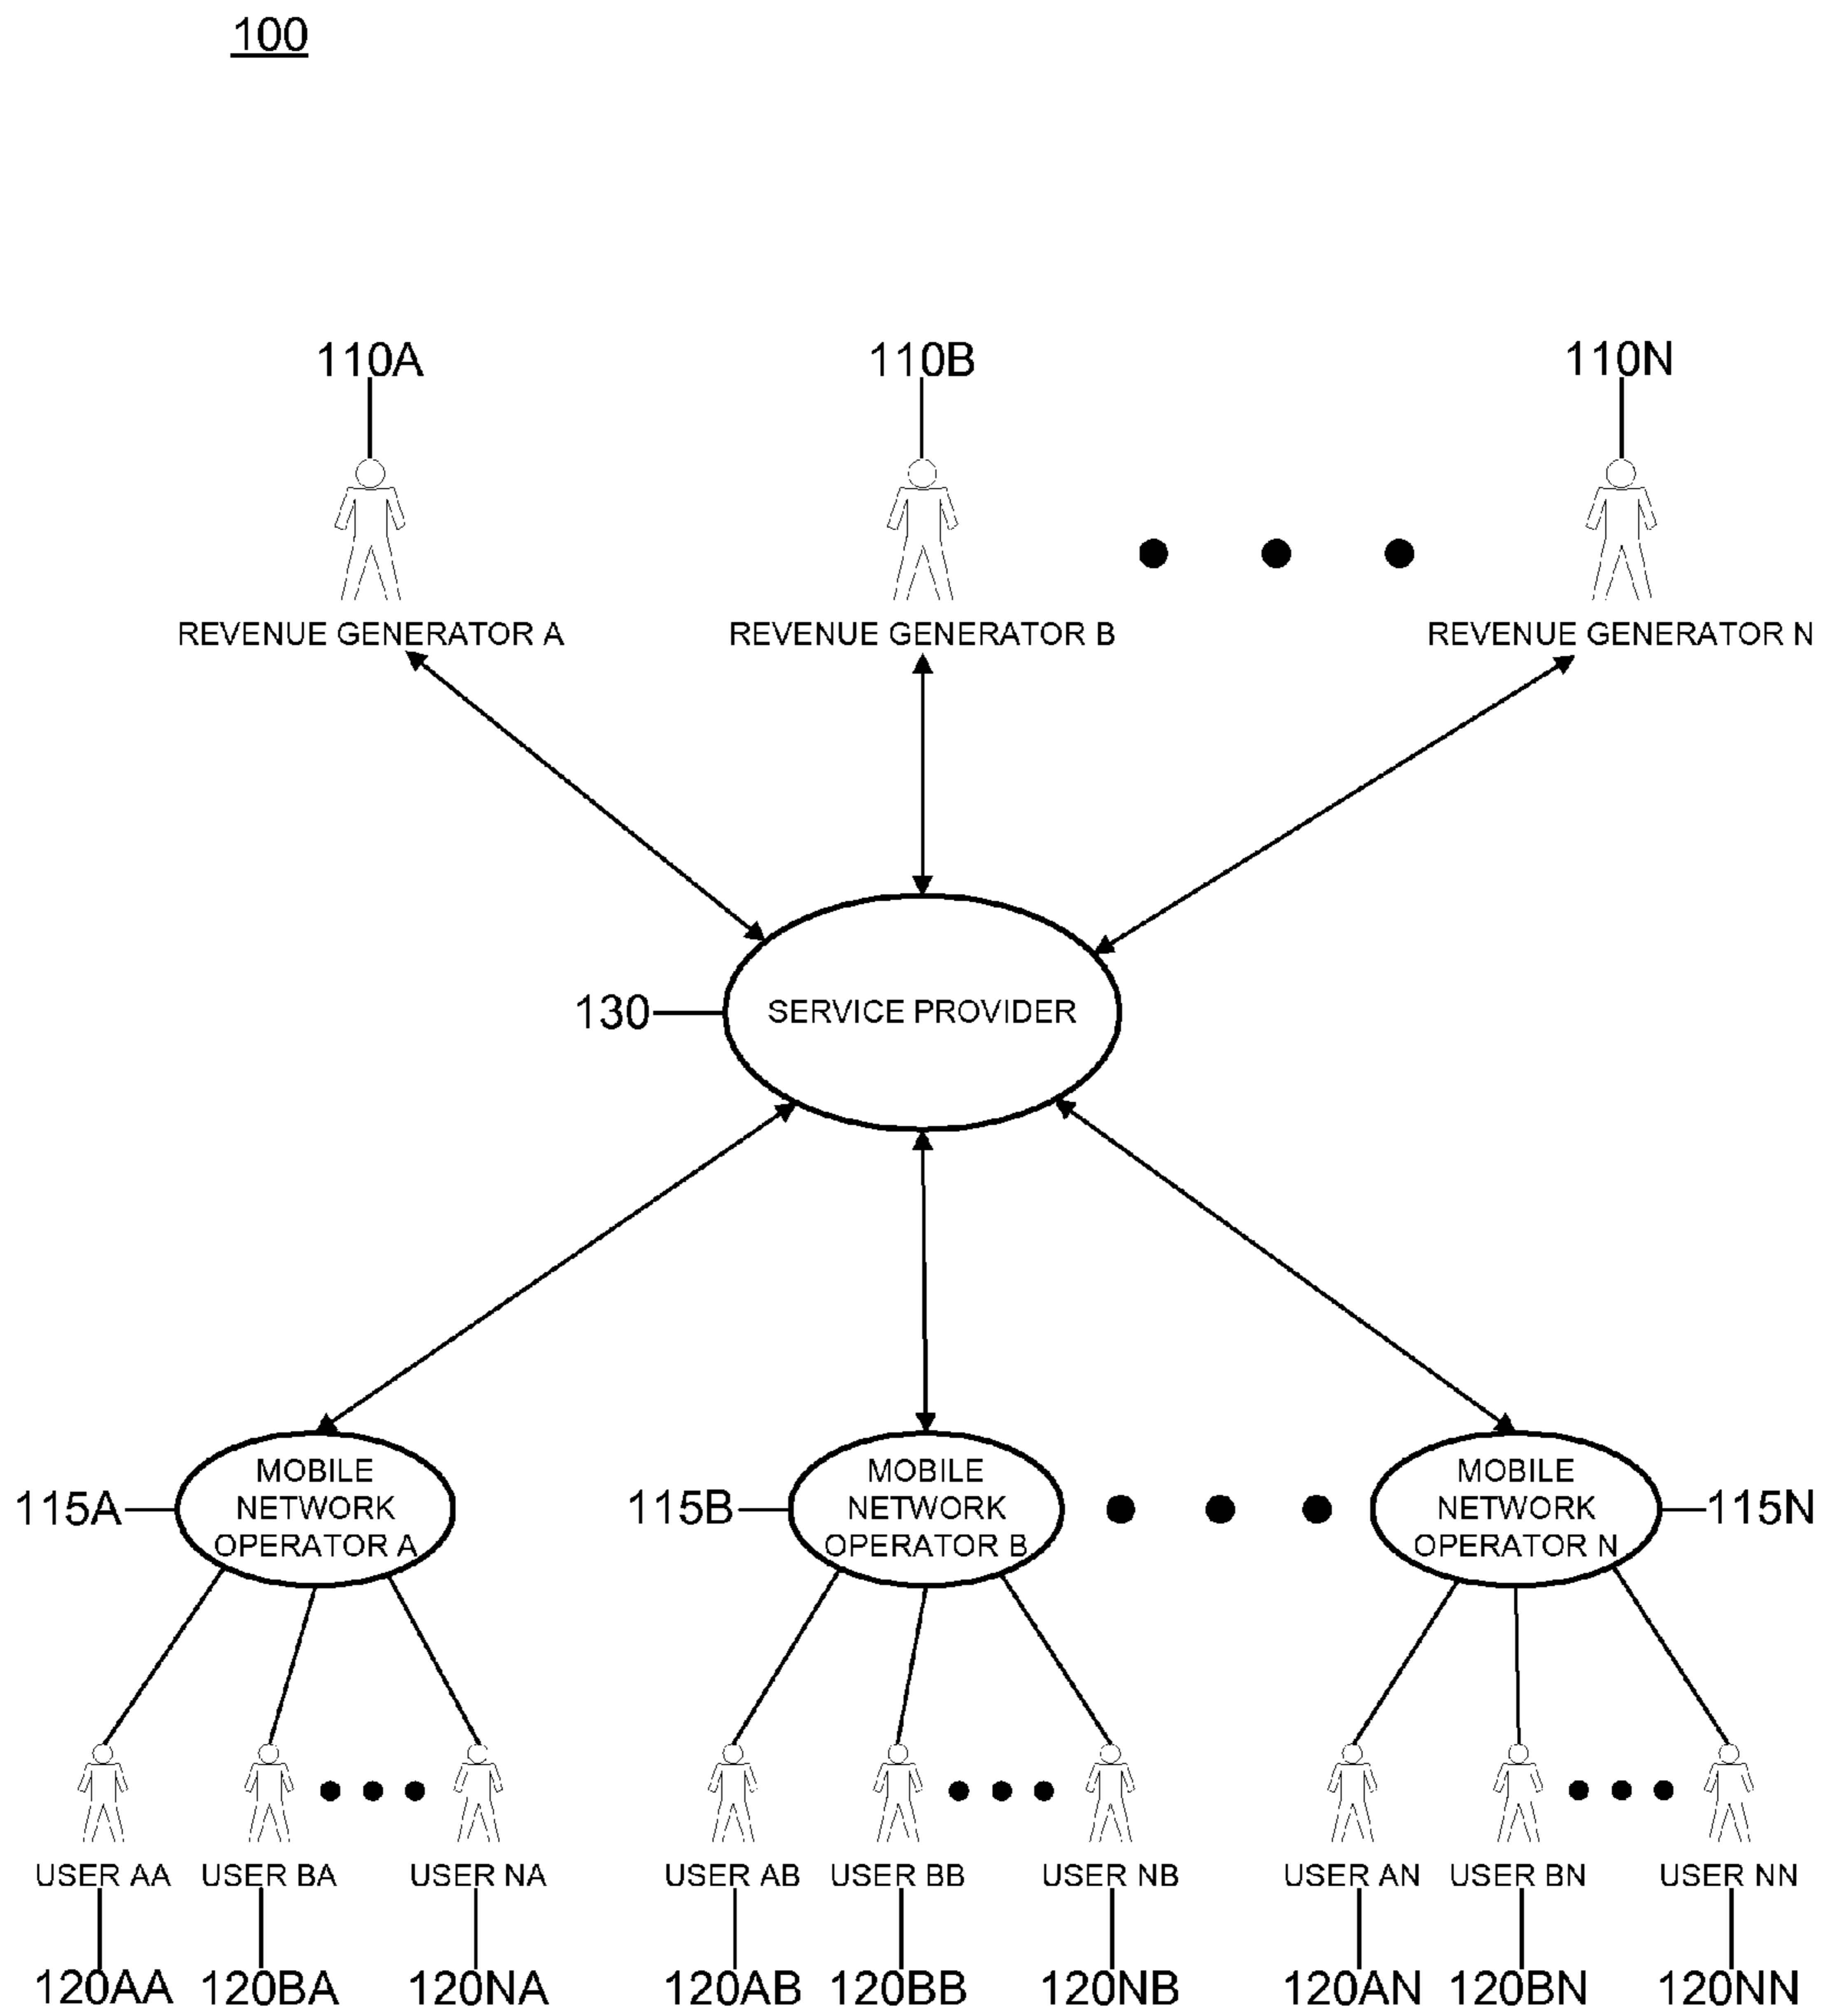 100
110A 110B 110N
REVENUE GENERATOR A REVENUE GENERATOR B REVENUE GENERATOR N
130 SERVICE PROVIDER
115A MOBILE NETWORK OPERATOR A
115B MOBILE NETWORK OPERATOR B
MOBILE NETWORK OPERATOR N 115N
USER AA USER BA USER NA USER AB USER BB USER NB USER AN USER BN USER NN
120AA 120BA 120NA 120AB 120BB 120NB 120AN 120BN 120NN